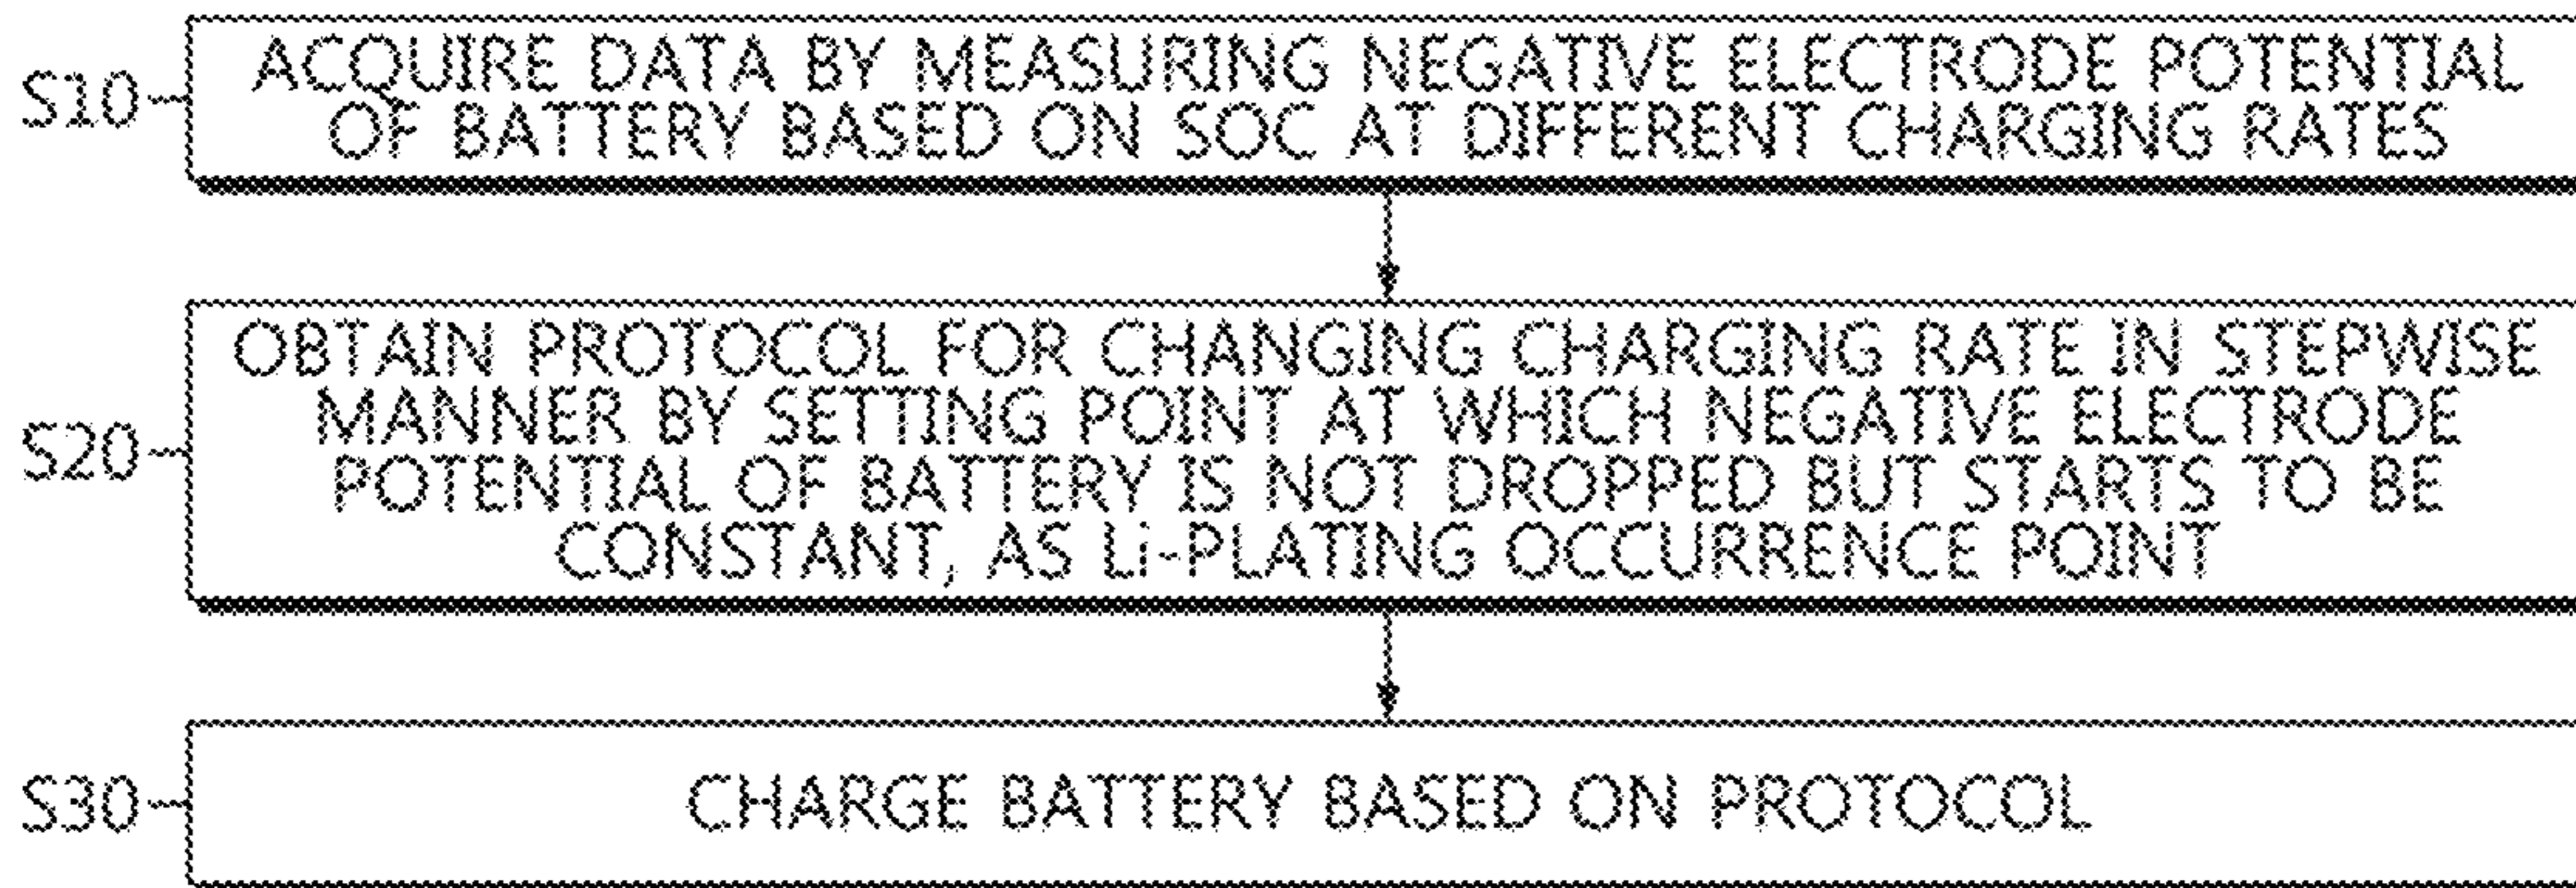 S10
ACQUIRE DATA BY MEASURING NEGATIVE ELECTRODE POTENTIAL
OF BATTERY BASED ON SOC AT DIFFERENT CHARGING RATES
S20
OBTAIN PROTOCOL FOR CHANGING CHARGING RATE IN STEPWISE
MANNER BY SETTING POINT AT WHICH NEGATIVE ELECTRODE
POTENTIAL OF BATTERY IS NOT DROPPED BUT STARTS TO BE
CONSTANT, AS Li-PLATING OCCURRENCE POINT
S30
CHARGE BATTERY BASED ON PROTOCOL